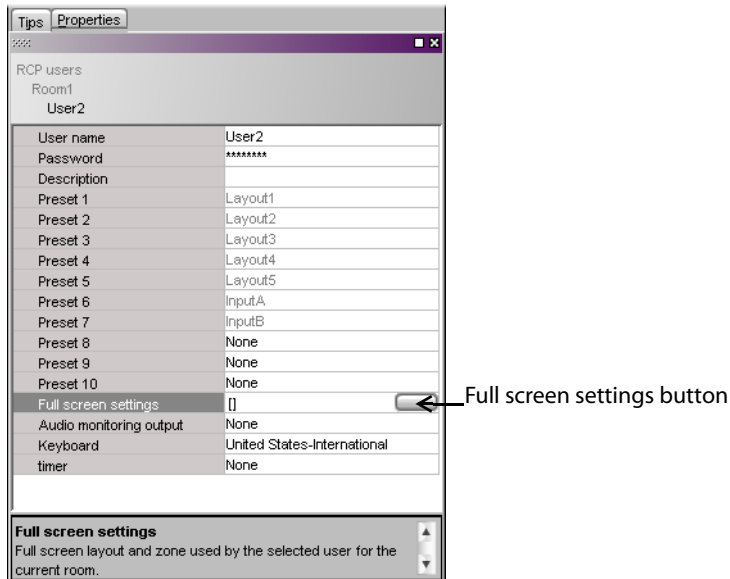 Tips Properties
RCP users
Room1
User2
User name User2
Password ********
Description
Preset 1 Layout1
Preset 2 Layout2
Preset 3 Layout3
Preset 4 Layout4
Preset 5 Layout5
Preset 6 InputA
Preset 7 InputB
Preset 8 None
Preset 9 None
Preset 10 None
Full screen settings [] Full screen settings button
Audio monitoring output None
Keyboard United States-International
timer None
Full screen settings
Full screen layout and zone used by the selected user for the
current room.